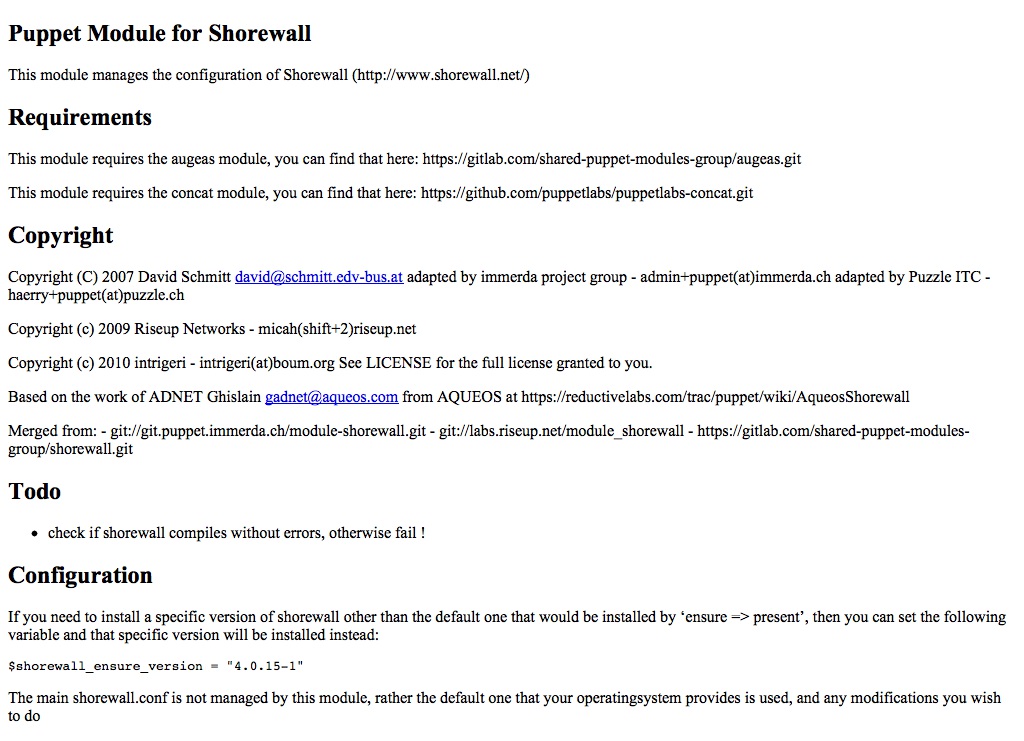 Puppet Module for Shorewall
This module manages the configuration of Shorewall (http://www.shorewall.net/)
Requirements
This module requires the augeas module, you can find that here: https://gitlab.com/shared-puppet-modules-group/augeas.git
This module requires the concat module, you can find that here: https://github.com/puppetlabs/puppetlabs-concat.git
Copyright
Copyright (C) 2007 David Schmitt david@schmitt.edv-bus.at adapted by immerda project group - admin+puppet(at)immerda.ch adapted by Puzzle ITC -
haerry+puppet(at)puzzle.ch
Copyright (c) 2009 Riseup Networks - micah(shift+2)riseup.net
Copyright (c) 2010 intrigeri - intrigeri(at)boum.org See LICENSE for the full license granted to you.
Based on the work of ADNET Ghislain gadnet@aqueos.com from AQUEOS at https://reductivelabs.com/trac/puppet/wiki/AqueosShorewall
Merged from: - git://git.puppet.immerda.ch/module-shorewall.git - git://labs.riseup.net/module_shorewall - https://gitlab.com/shared-puppet-modules-
group/shorewall.git
Todo
• check if shorewall compiles without errors, otherwise fail !
Configuration
If you need to install a specific version of shorewall other than the default one that would be installed by ‘ensure => present’, then you can set the following
variable and that specific version will be installed instead:
$shorewall_ensure_version = "4.0.15-1"
The main shorewall.conf is not managed by this module, rather the default one that your operatingsystem provides is used, and any modifications you wish
to do